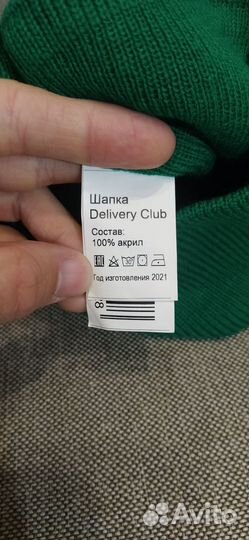 Шапка
Delivery Club
Состав:
100% акрил
Год изготовления 2021
8
Avito